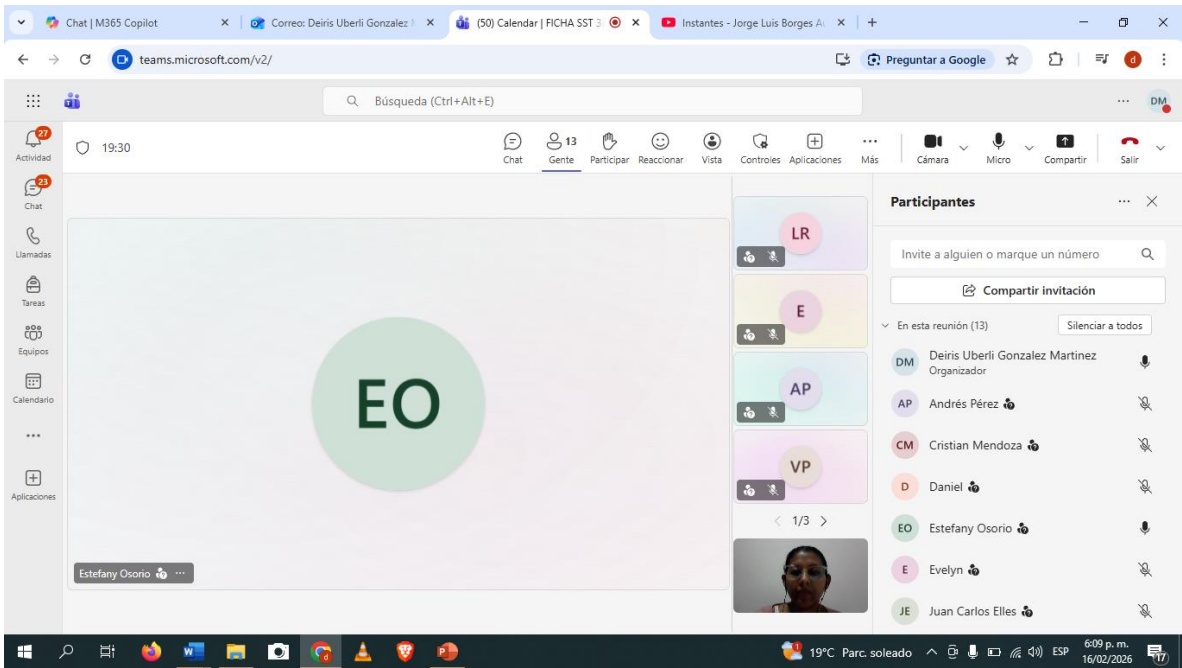 Chat | M365 Copilot
Correo: Deiris Uberli Gonzalez
(50) Calendar | FICHA SST 3
Instantes - Jorge Luis Borges
teams.microsoft.com/v2/
Preguntar a Google
d
Búsqueda (Ctrl+Alt+E)
DM
27
Actividad
23
Chat
Llamadas
Tareas
Equipos
Calendario
Aplicaciones
19:30
Chat
13
Gente
Participar
Reaccionar
Vista
Controles
Aplicaciones
Más
Cámara
Micro
Compartir
Salir
EO
Estefany Osorio
LR
E
AP
VP
1/3
Participantes
Invite a alguien o marque un número
Compartir invitación
En esta reunión (13)
Silenciar a todos
DM
Deiris Uberli Gonzalez Martinez
Organizador
AP
Andrés Pérez
CM
Cristian Mendoza
D
Daniel
EO
Estefany Osorio
E
Evelyn
JE
Juan Carlos Elles
19°C Parc. soleado
ESP
6:09 p. m.
16/02/2026
17